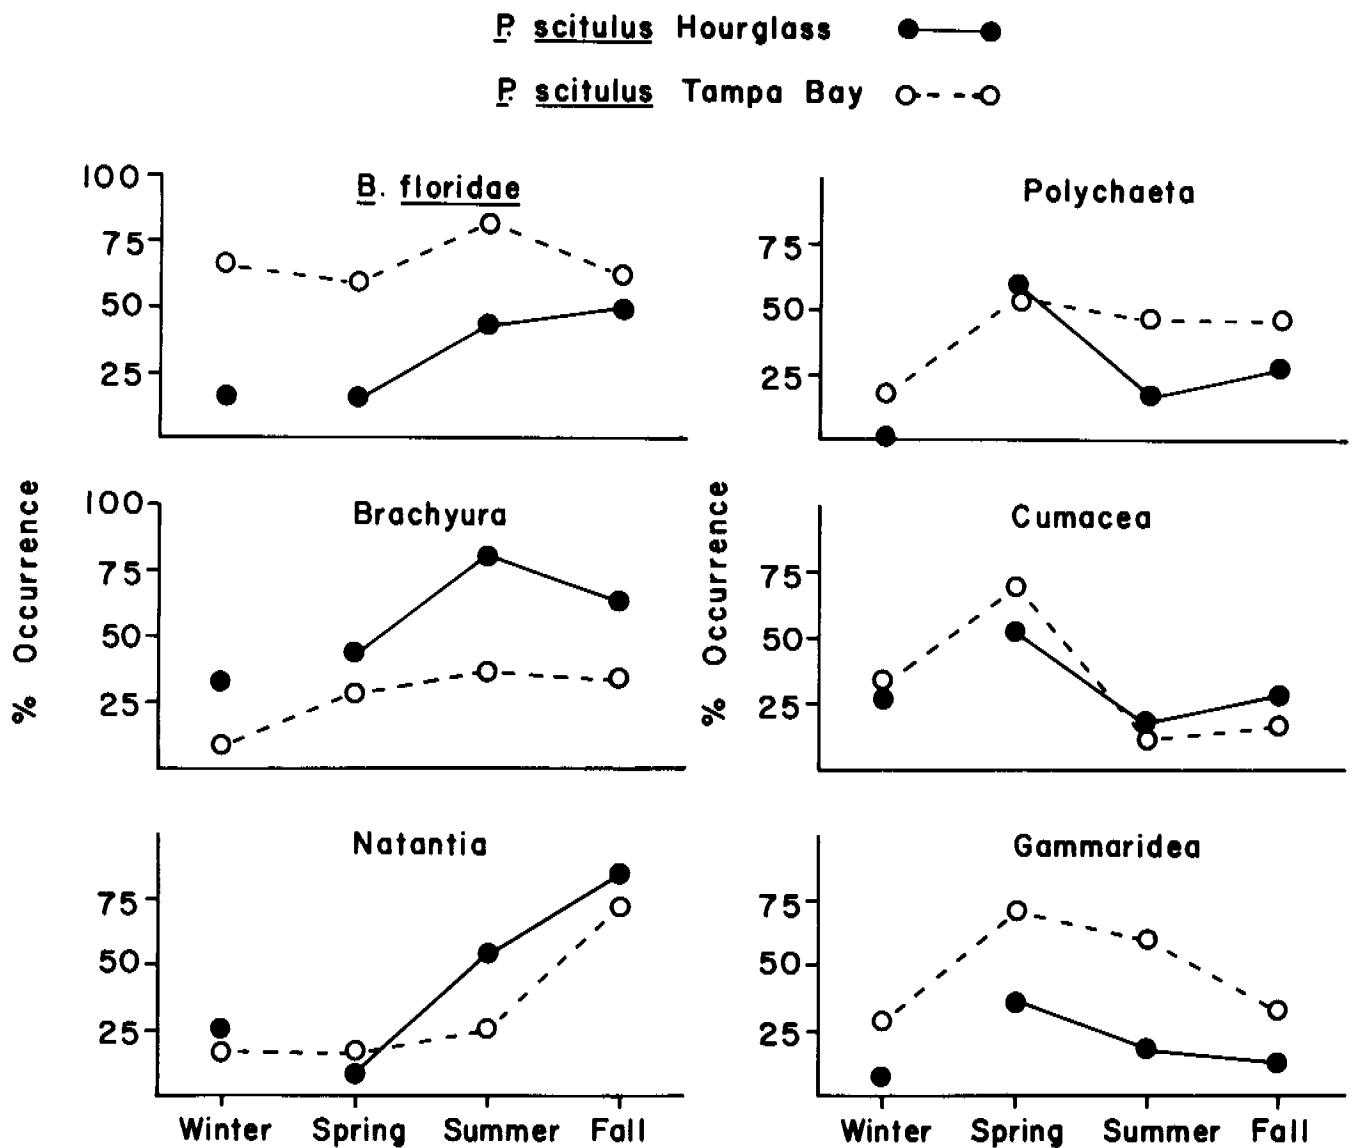 P. scitulus Hourglass
P. scitulus Tampa Bay
B. floridae
100
75
50
25
Polychaeta
75
50
25
% Occurrence
Brachyura
100
75
50
25
% Occurrence
Cumacea
75
50
25
Natantia
75
50
25
Winter Spring Summer Fall
Gammaridea
75
50
25
Winter Spring Summer Fall